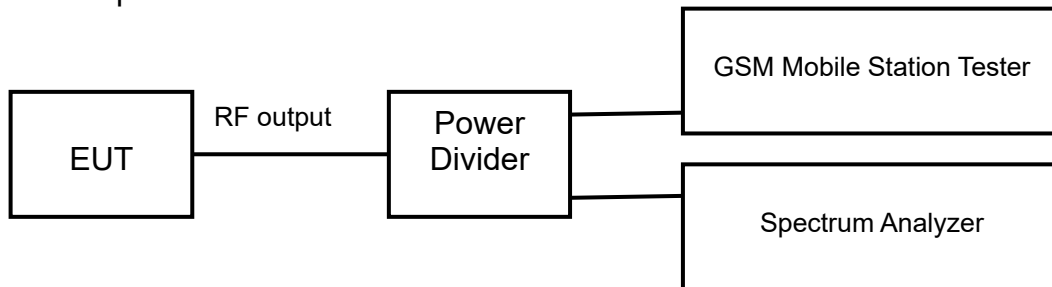 GSM Mobile Station Tester
RF output
EUT
Power
Divider
Spectrum Analyzer